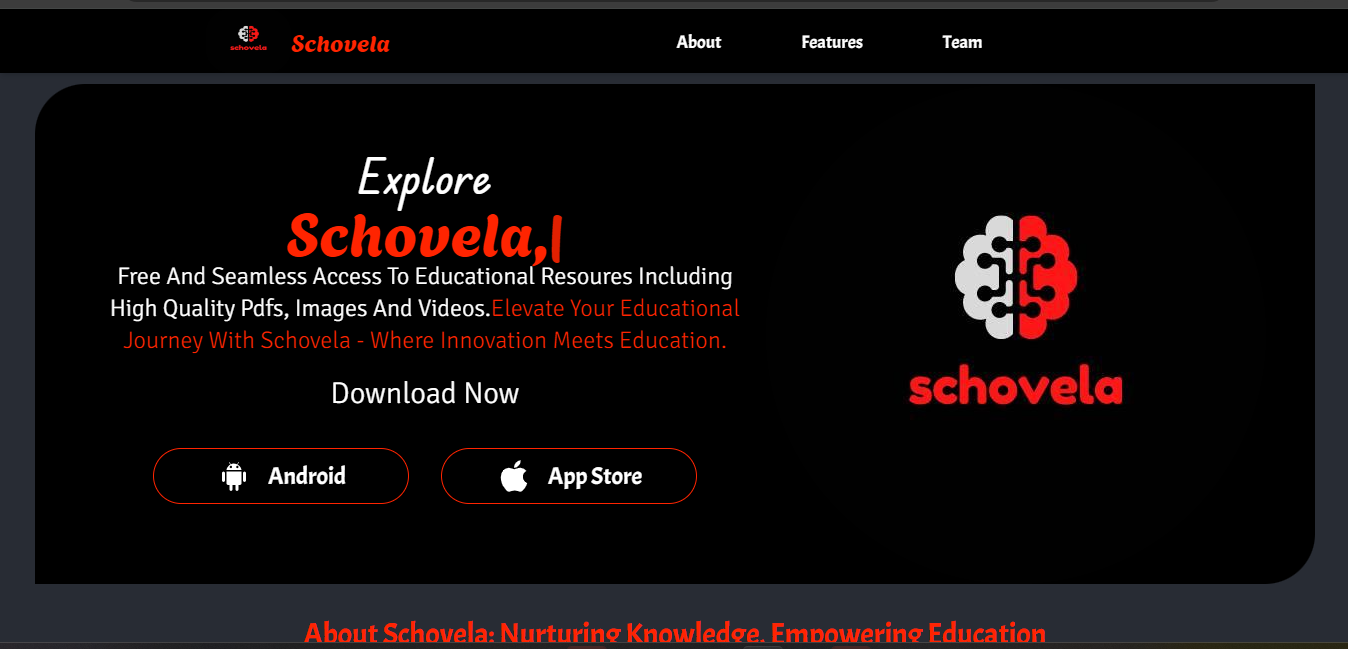 schovela
Schovela
About
Features
Team
Explore
Schovela,|
Free And Seamless Access To Educational Resoures Including
High Quality Pdfs, Images And Videos.Elevate Your Educational
Journey With Schovela - Where Innovation Meets Education.
Download Now
Android
App Store
schovela
About Schovela: Nurturing Knowledge, Empowering Education